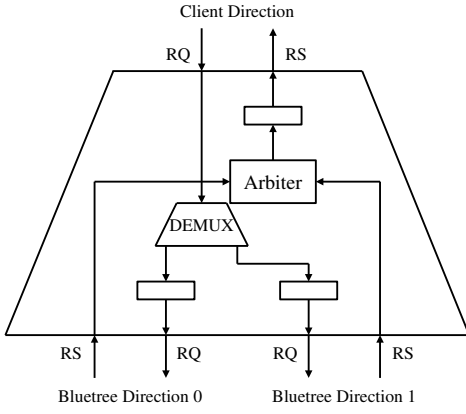 Client Direction
RQ
RS
Arbiter
DEMUX
RS
RQ
RQ
RS
Bluetree Direction 0
Bluetree Direction 1